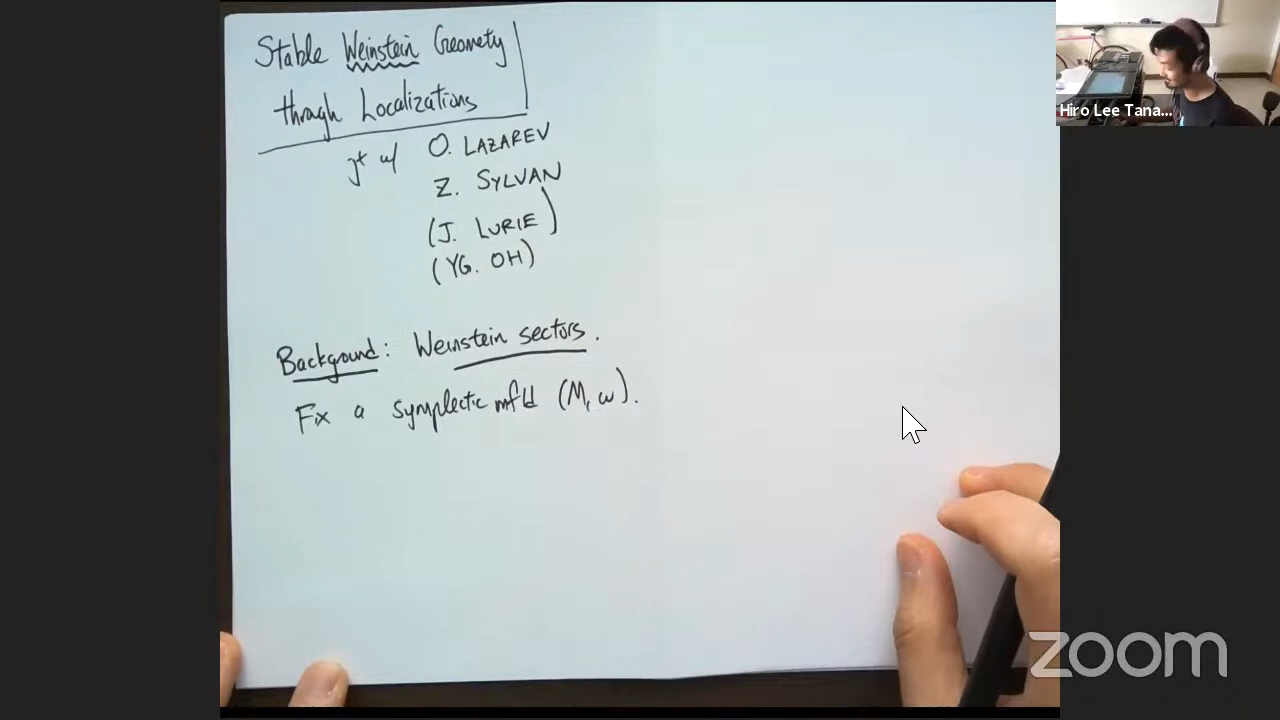 Stable Weinstein Geometry
through Localizations
jt w/ O. LAZAREV
Z. SYLVAN
(J. LURIE)
(YG. OH)
Background: Weinstein sectors.
Fix a symplectic mfld (M, ω).
Hiro Lee Tana...
zoom